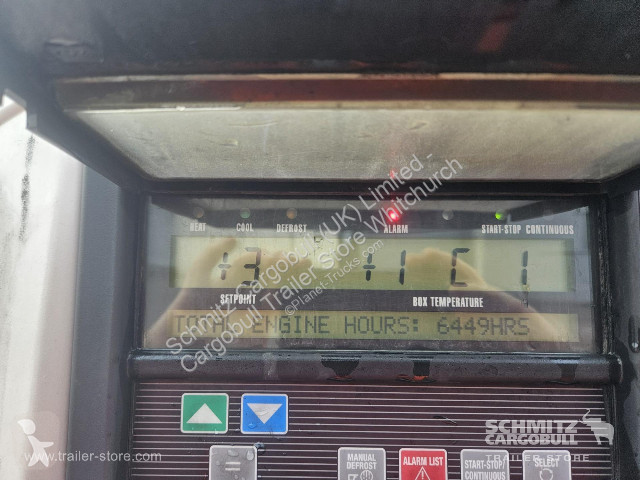 HEAT COOL DEFROST ALARM START-STOP CONTINUOUS
+3 +11 C 1
SETPOINT BOX TEMPERATURE
TOTAL ENGINE HOURS: 6449HRS
Schmitz Cargobull (UK) Limited -
Cargobull Trailer Store Whitchurch
©Planet-Trucks.com
MANUAL DEFROST
ALARM LIST
START-STOP/ CONTINUOUS
SELECT
SCHMITZ
CARGOBULL
TRAILER STORE
www.trailer-store.com